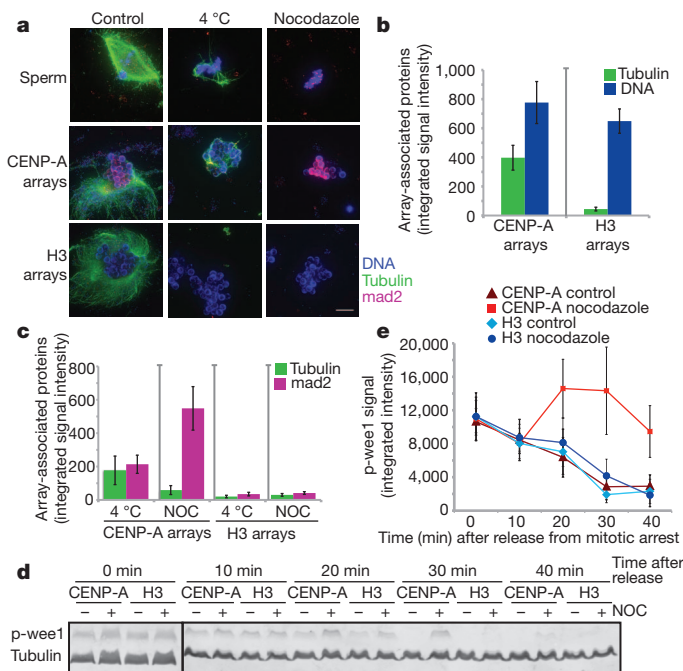 a
Control
4 °C
Nocodazole
Sperm
CENP-A
arrays
H3
arrays
DNA
Tubulin
mad2
b
Array-associated proteins
(integrated signal intensity)
1,000
800
600
400
200
0
Tubulin
DNA
CENP-A
arrays
H3
arrays
c
Array-associated proteins
(integrated signal intensity)
800
600
400
200
0
Tubulin
mad2
4 °C NOC 4 °C NOC
CENP-A arrays H3 arrays
e
CENP-A control
CENP-A nocodazole
H3 control
H3 nocodazole
p-wee1 signal
(integrated intensity)
20,000
16,000
12,000
8,000
4,000
0
0 10 20 30 40
Time (min) after release from mitotic arrest
d
0 min 10 min 20 min 30 min 40 min Time after
release
CENP-A H3 CENP-A H3 CENP-A H3 CENP-A H3 CENP-A H3
– + – + – + – + – + – + – + – + – + – + NOC
p-wee1
Tubulin